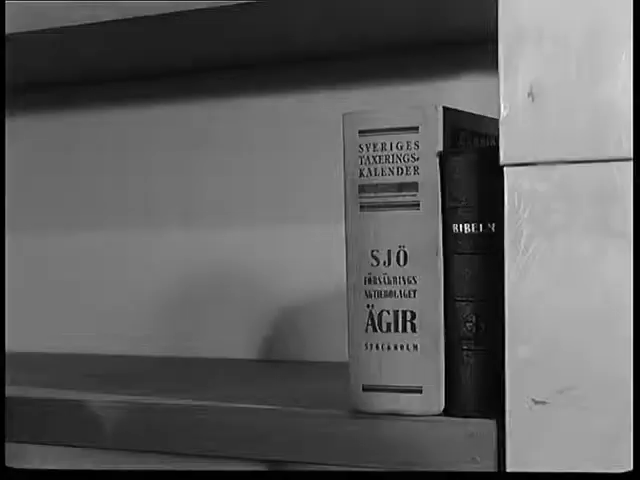 SVERIGES
TAXERINGS-
KALENDER
SJÖ
FÖRSÄKRINGS
AKTIEBOLAGET
ÄGIR
STOCKHOLM
BIBELN